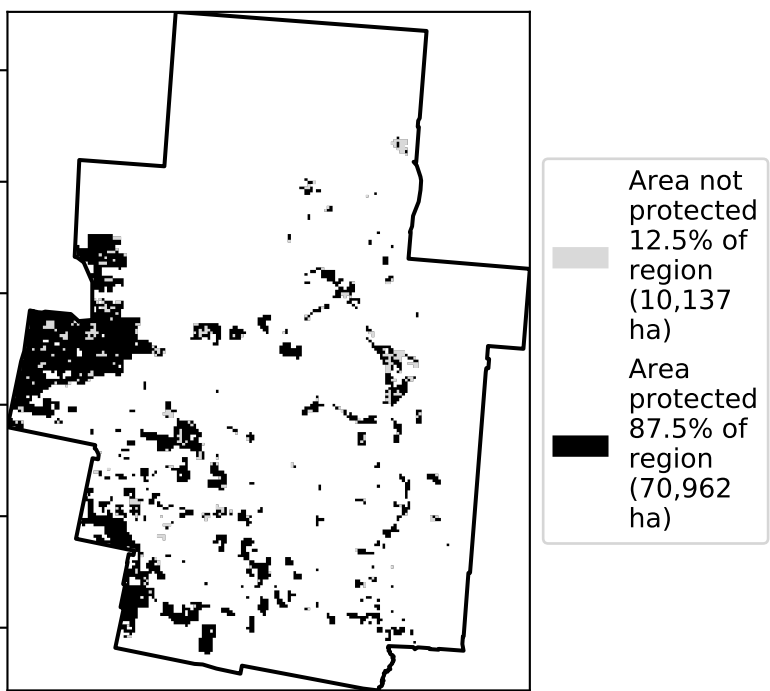 Area not
protected
12.5% of
region
(10,137
ha)
Area
protected
87.5% of
region
(70,962
ha)